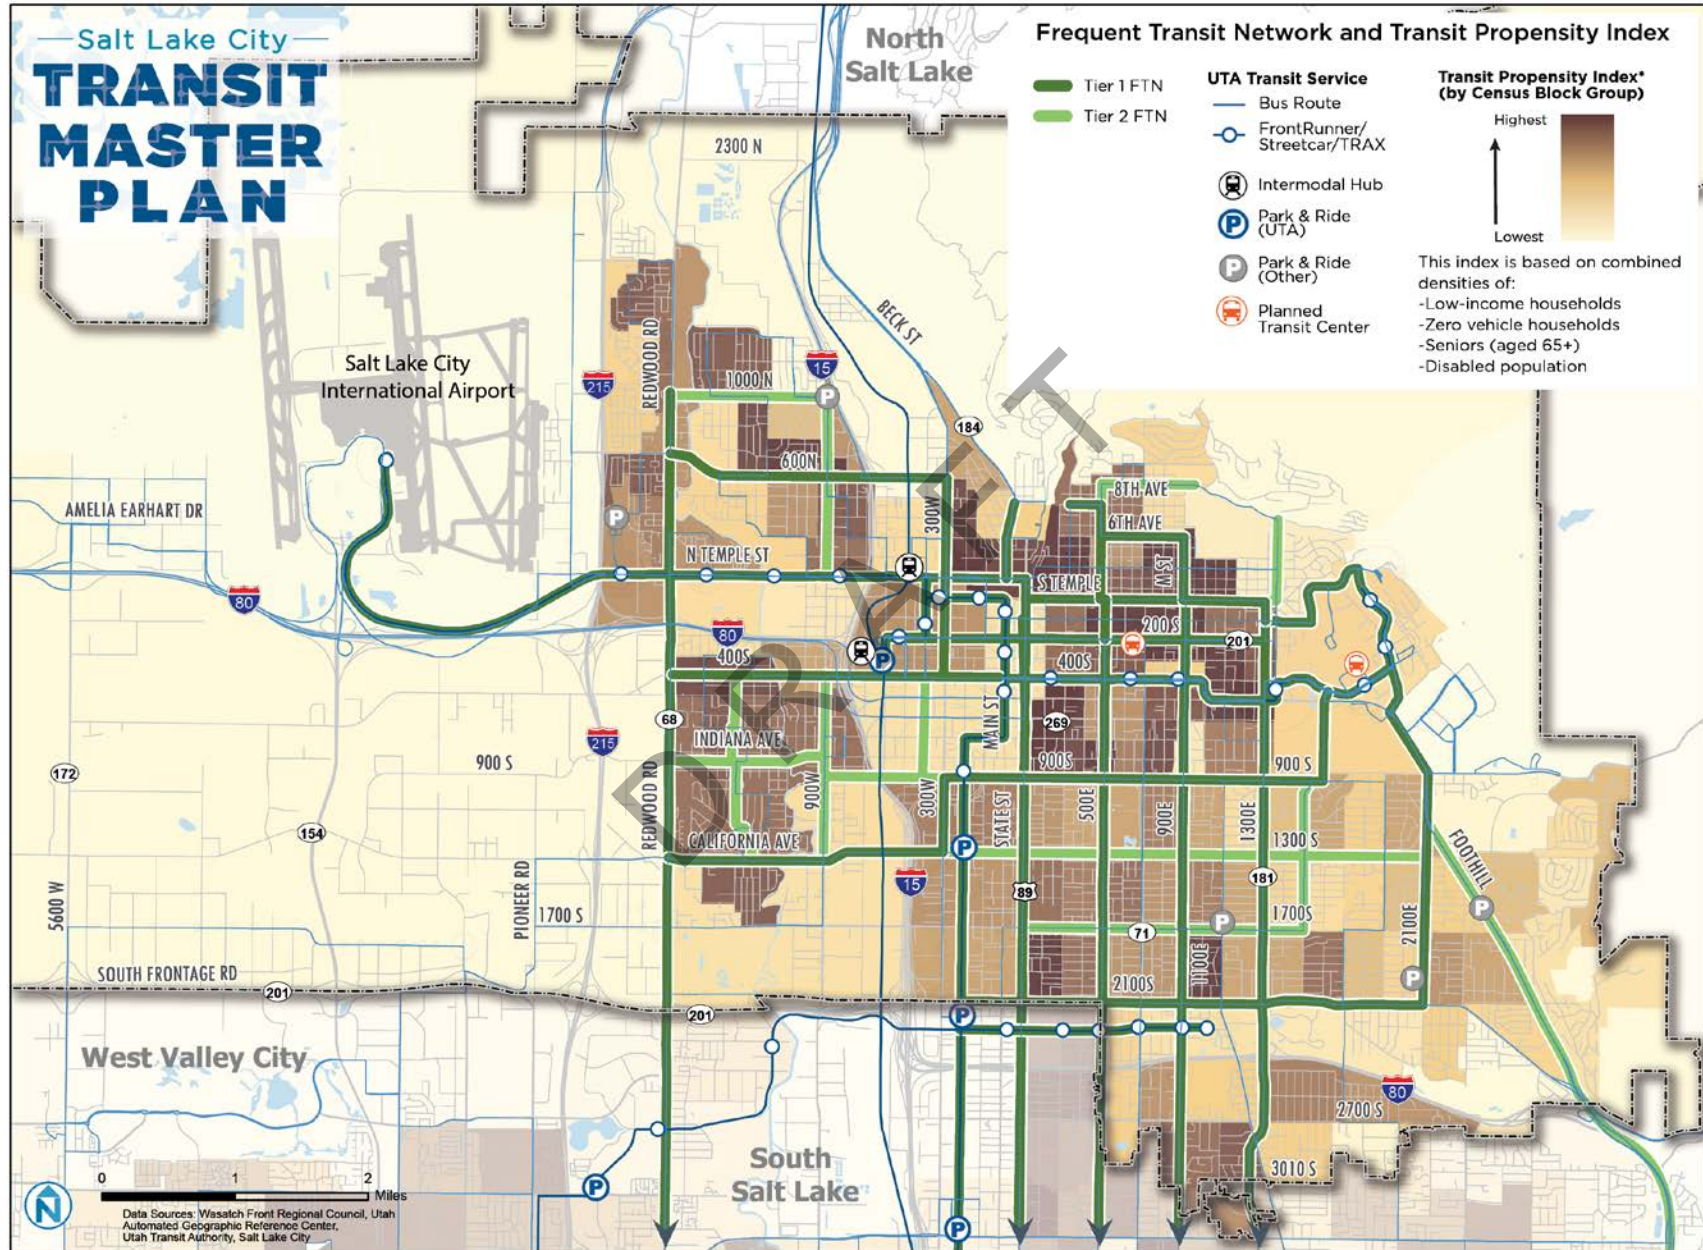 Salt Lake City
TRANSIT
MASTER
PLAN
North
Salt Lake
Frequent Transit Network and Transit Propensity Index
Tier 1 FTN
Tier 2 FTN
UTA Transit Service
Bus Route
FrontRunner/
Streetcar/TRAX
Intermodal Hub
P
Park & Ride
(UTA)
P
Park & Ride
(Other)
Planned
Transit Center
Transit Propensity Index*
(by Census Block Group)
Highest
Lowest
This index is based on combined
densities of:
-Low-income households
-Zero vehicle households
-Seniors (aged 65+)
-Disabled population
2300 N
BECK ST
REDWOOD RD
Salt Lake City
International Airport
215
15
1000 N
P
184
600N
300W
8TH AVE
6TH AVE
AMELIA EARHART DR
P
N TEMPLE ST
S TEMPLE
80
80
200 S
201
400S
400S
P
68
MAIN ST
269
INDIANA AVE
215
900 S
900S
900 S
172
REDWOOD RD
900W
300W
STATE ST
500E
900E
1300E
154
CALIFORNIA AVE
P
1300 S
FOOTHILL
15
89
181
5600 W
PIONEER RD
1700 S
71
P
1700S
2100E
P
1100E
SOUTH FRONTAGE RD
201
2100S
P
201
P
West Valley City
80
2700 S
South
Salt Lake
3010 S
P
P
0 1 2
Miles
N
Data Sources: Wasatch Front Regional Council, Utah
Automated Geographic Reference Center,
Utah Transit Authority, Salt Lake City
DRAFT